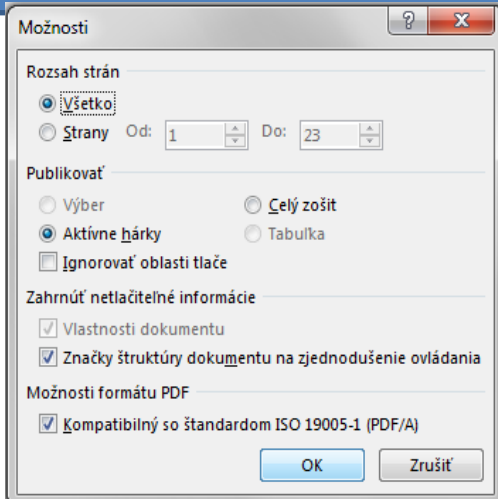 Možnosti
Rozsah strán
Všetko
Strany Od: 1 Do: 23
Publikovať
Výber Celý zošit
Aktívne hárky Tabuľka
Ignorovať oblasti tlače
Zahrnúť netlačiteľné informácie
Vlastnosti dokumentu
Značky štruktúry dokumentu na zjednodušenie ovládania
Možnosti formátu PDF
Kompatibilný so štandardom ISO 19005-1 (PDF/A)
OK Zrušiť